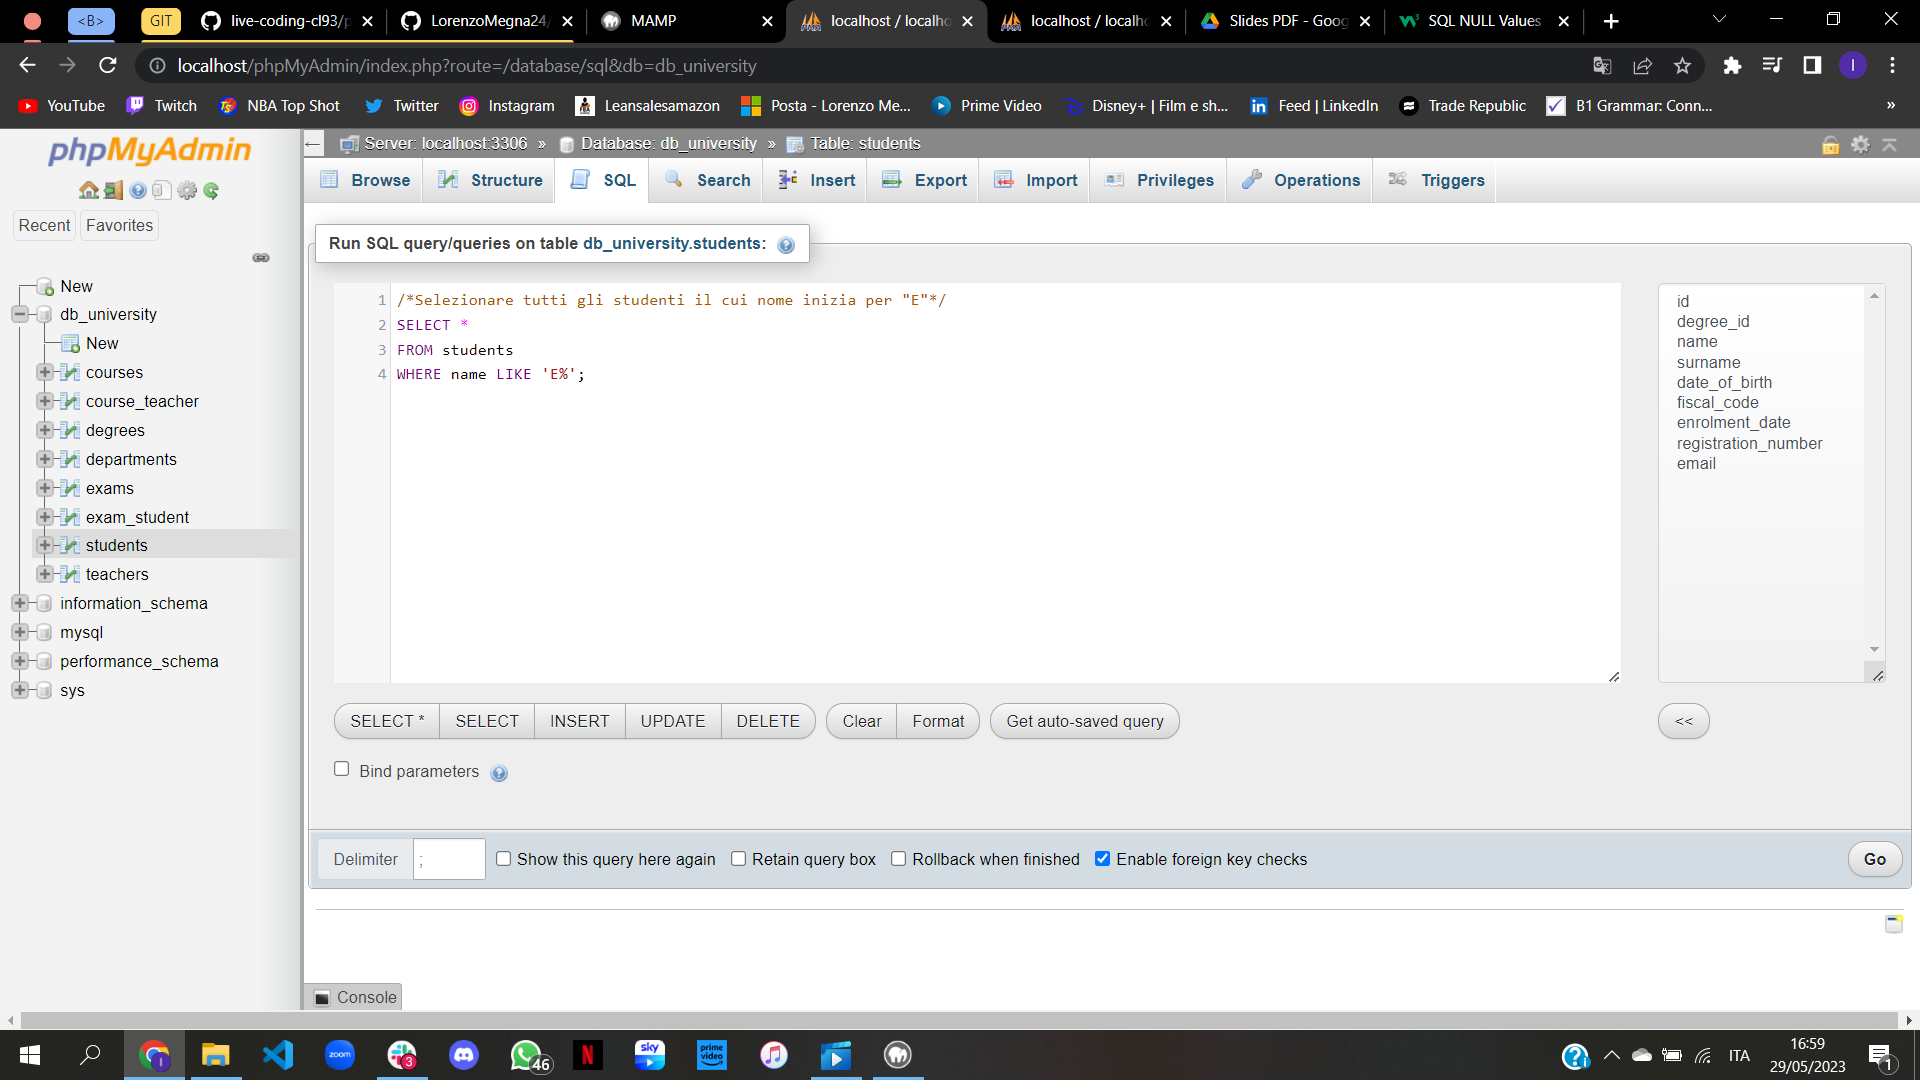 <B>
GIT
live-coding-cl93/p
LorenzoMegna24/
MAMP
localhost / localho
localhost / localho
Slides PDF - Goog
SQL NULL Values
localhost/phpMyAdmin/index.php?route=/database/sql&db=db_university
I
YouTube
Twitch
NBA Top Shot
Twitter
Instagram
Leansalesamazon
Posta - Lorenzo Me...
Prime Video
Disney+ | Film e sh...
Feed | LinkedIn
Trade Republic
B1 Grammar: Conn...
»
phpMyAdmin
Recent
Favorites
New
db_university
New
courses
course_teacher
degrees
departments
exams
exam_student
students
teachers
information_schema
mysql
performance_schema
sys
Server: localhost:3306 » Database: db_university » Table: students
Browse
Structure
SQL
Search
Insert
Export
Import
Privileges
Operations
Triggers
Run SQL query/queries on table db_university.students:
1 /*Selezionare tutti gli studenti il cui nome inizia per "E"*/
2 SELECT *
3 FROM students
4 WHERE name LIKE 'E%';
id
degree_id
name
surname
date_of_birth
fiscal_code
enrolment_date
registration_number
email
SELECT *
SELECT
INSERT
UPDATE
DELETE
Clear
Format
Get auto-saved query
<<
Bind parameters
Delimiter
;
Show this query here again
Retain query box
Rollback when finished
Enable foreign key checks
Go
Console
zoom
3
46
N
sky
prime video
ITA
16:59
29/05/2023
1